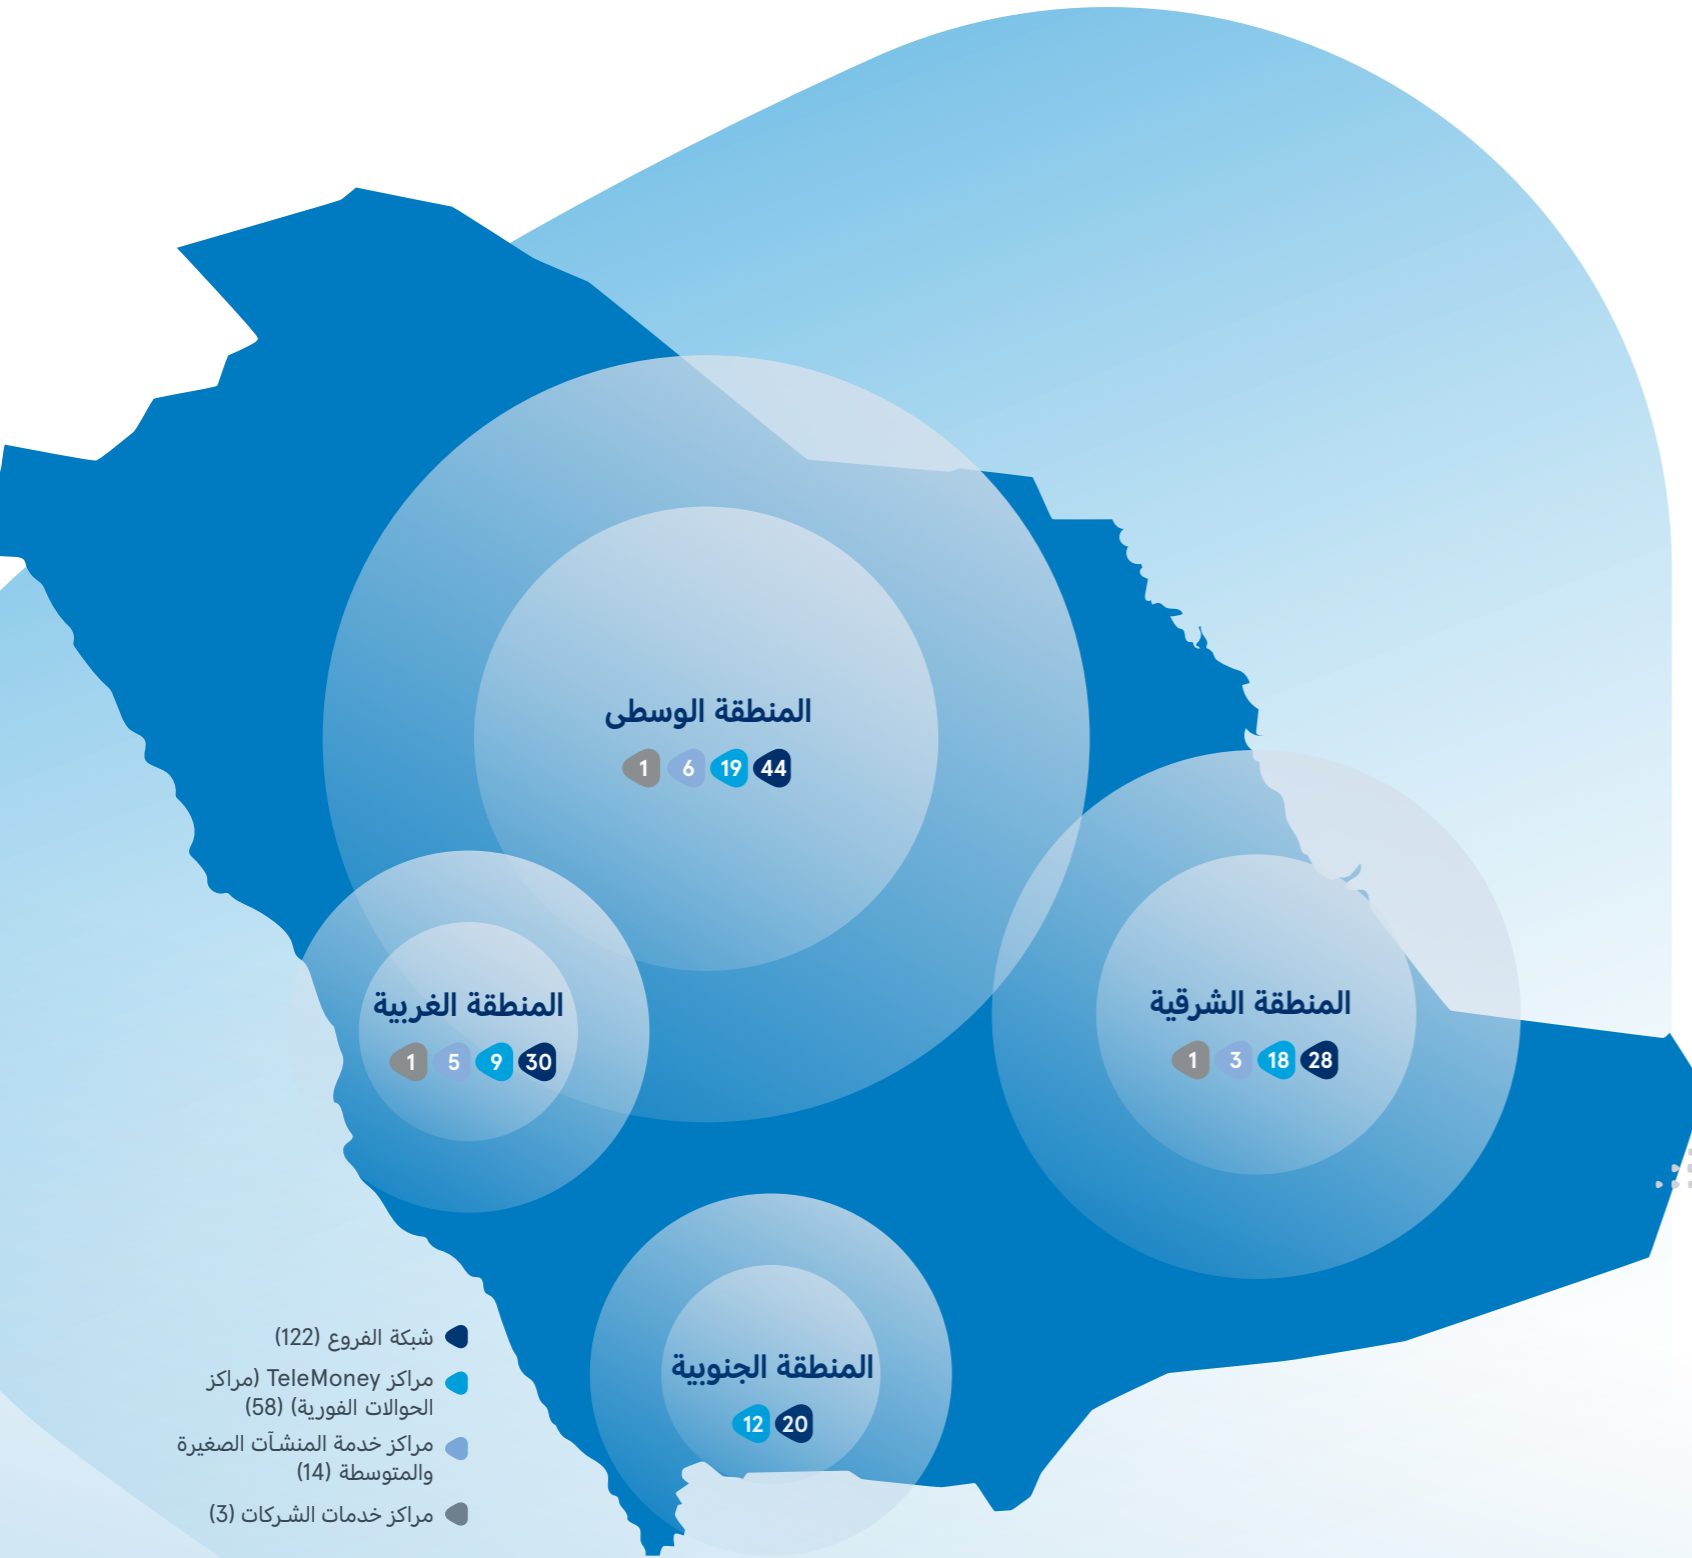 المنطقة الوسطى
44 19 6 1
المنطقة الغربية
30 9 5 1
المنطقة الشرقية
28 18 3 1
المنطقة الجنوبية
20 12
شبكة الفروع (122)
مراكز TeleMoney (مراكز
الحوالات الفورية) (58)
مراكز خدمة المنشآت الصغيرة
والمتوسطة (14)
مراكز خدمات الشركات (3)